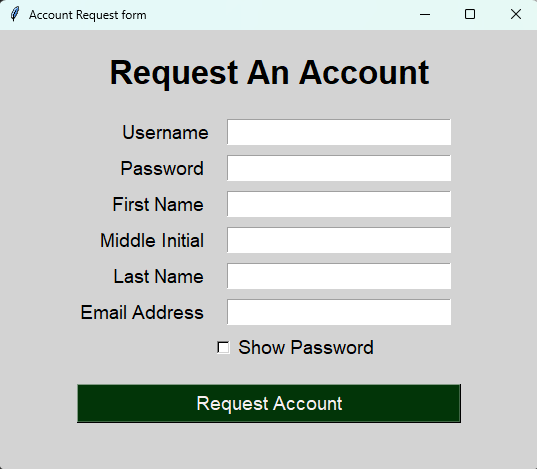 Account Request form
Request An Account
Username
Password
First Name
Middle Initial
Last Name
Email Address
Show Password
Request Account